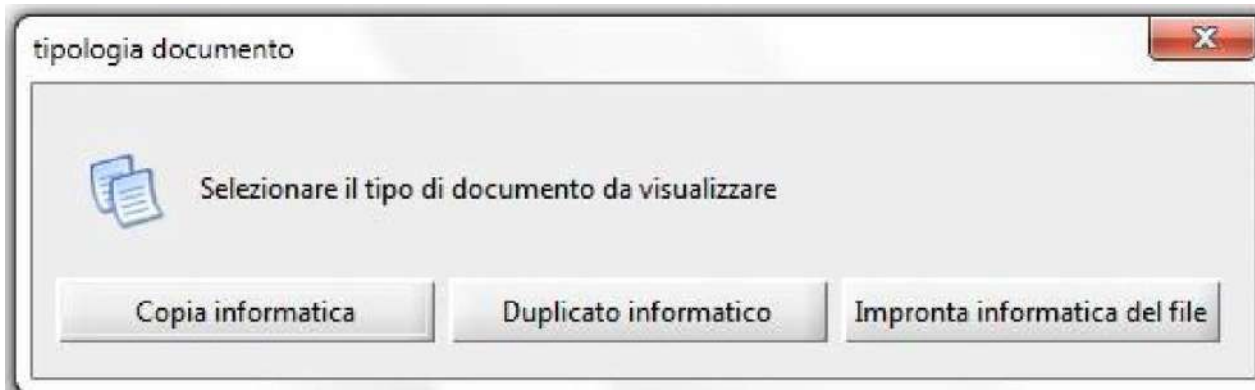 tipologia documento
Selezionare il tipo di documento da visualizzare
Copia informatica
Duplicato informatico
Impronta informatica del file